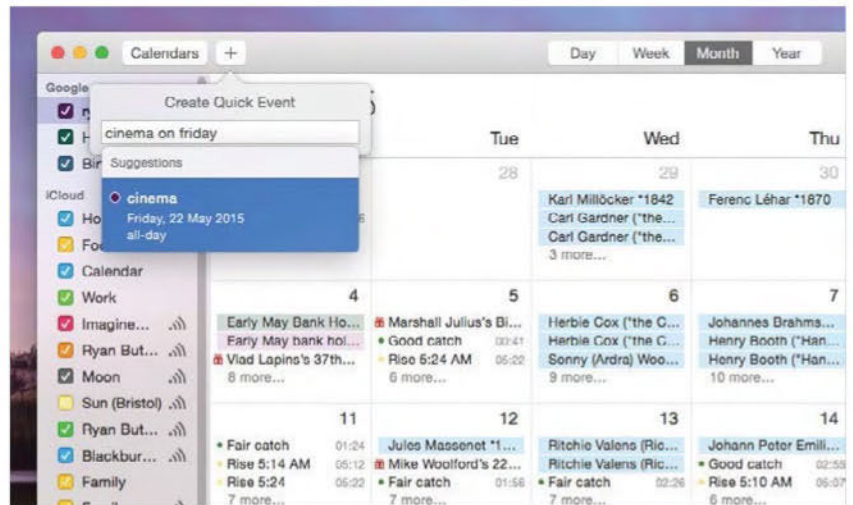 Calendars +
Day Week Month Year
Google
Create Quick Event
cinema on friday
Suggestions
cinema
Friday, 22 May 2015
all-day
iCloud
Calendar
Work
Imagine...
Ryan But...
Moon
Sun (Bristol)
Ryan But...
Blackbur...
Family
Tue Wed Thu
28 29 30
Karl Millöcker *1842 Ferenc Léhar *1870
Carl Gardner ("the...
Carl Gardner ("the...
3 more...
4 5 6 7
Early May Bank Ho... Marshall Julius's Bi... Herbie Cox ("the C... Johannes Brahms...
Early May bank hol... Good catch 00:41 Herbie Cox ("the C... Henry Booth ("Han...
Vlad Lapins's 37th... Rise 5:24 AM 05:22 Sonny (Ardra) Woo... Henry Booth ("Han...
8 more... 6 more... 9 more... 10 more...
11 12 13 14
Fair catch 01:24 Jules Massenet *1... Ritchie Valens (Ric... Johann Peter Emili...
Rise 5:14 AM 05:12 Mike Woolford's 22... Ritchie Valens (Ric... Good catch 02:55
Rise 5:24 05:22 Fair catch 01:56 Fair catch 02:26 Rise 5:10 AM 05:07
7 more... 7 more... 7 more... 6 more...